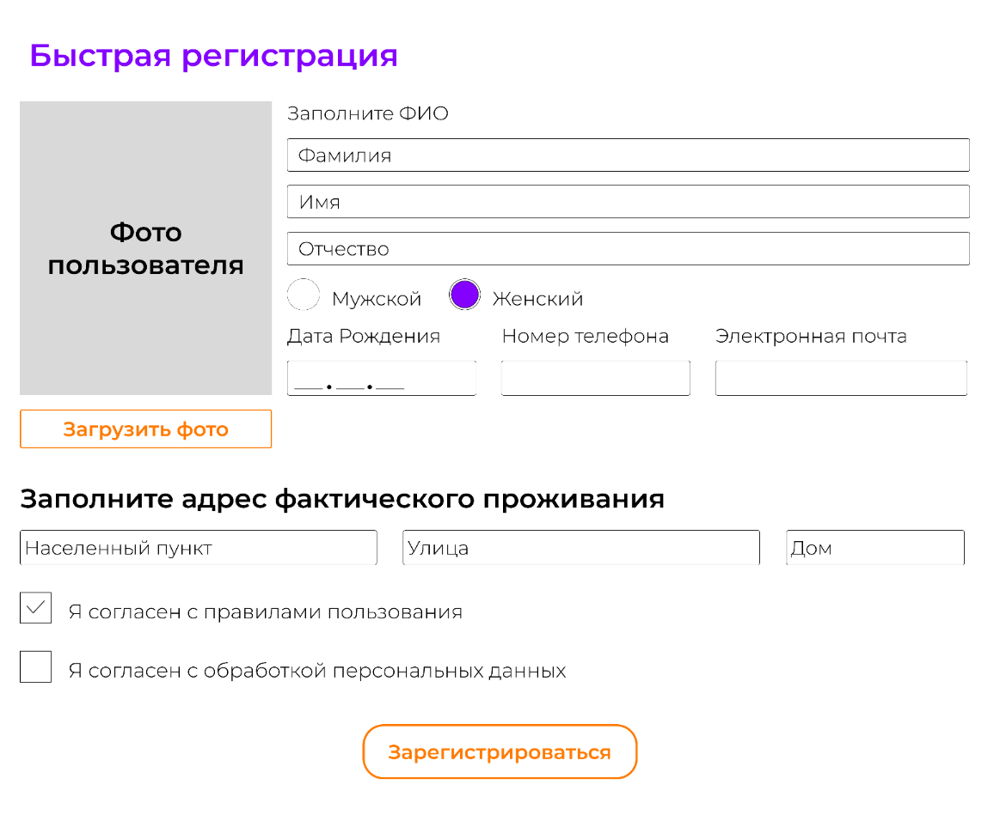 Быстрая регистрация
Фото
пользователя
Загрузить фото
Заполните ФИО
Фамилия
Имя
Отчество
Мужской Женский
Дата Рождения Номер телефона Электронная почта
__.__.__
Заполните адрес фактического проживания
Населенный пункт Улица Дом
Я согласен с правилами пользования
Я согласен с обработкой персональных данных
Зарегистрироваться